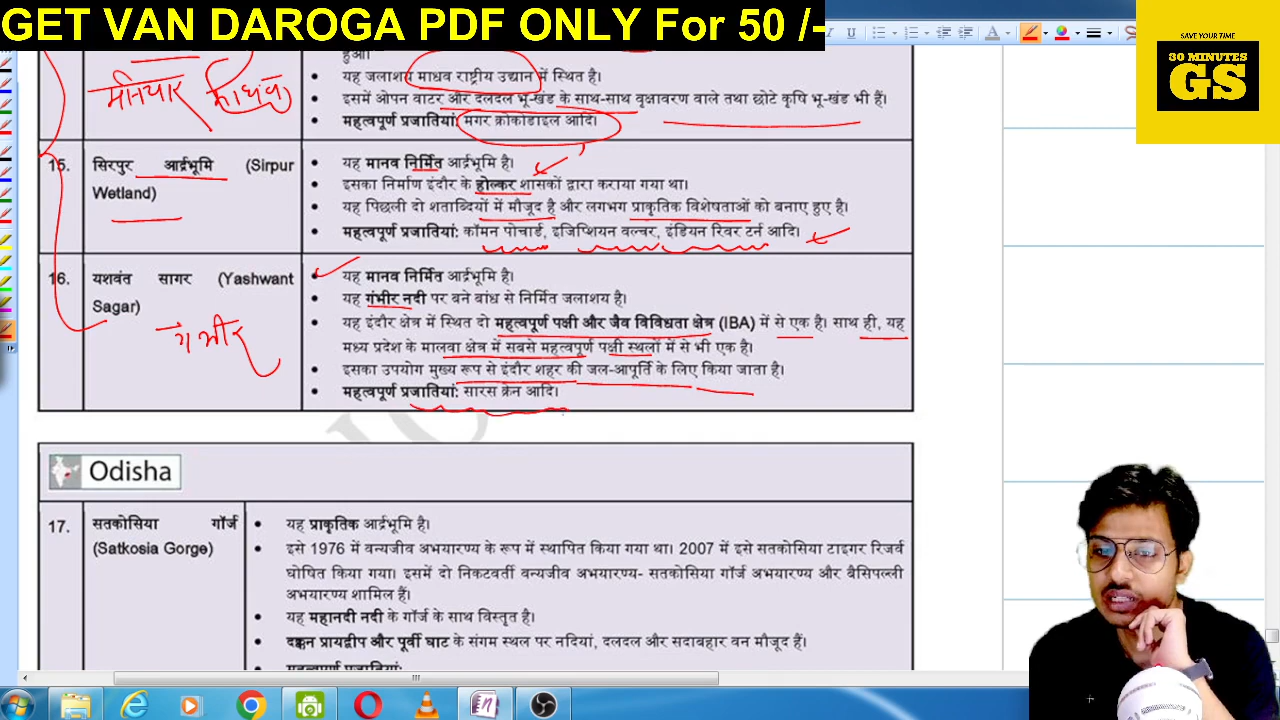 GET VAN DAROGA PDF ONLY For 50 /-
SAVE YOUR TIME
30 MINUTES
GS
हुआ।
यह जलाशय माधव राष्ट्रीय उद्यान में स्थित है।
इसमें ओपन वाटर और दलदल भू-खंड के साथ-साथ वृक्षावरण वाले तथा छोटे कृषि भू-खंड भी हैं।
महत्वपूर्ण प्रजातियां: मगर क्रोकोडाइल आदि।
15. सिरपुर आर्द्रभूमि (Sirpur Wetland)
यह मानव निर्मित आर्द्रभूमि है।
इसका निर्माण इंदौर के होल्कर शासकों द्वारा कराया गया था।
यह पिछली दो शताब्दियों में मौजूद है और लगभग प्राकृतिक विशेषताओं को बनाए हुए है।
महत्वपूर्ण प्रजातियां: कॉमन पोचार्ड, इजिप्शियन वल्चर, इंडियन रिवर टर्न आदि।
16. यशवंत सागर (Yashwant Sagar)
गंभीर
यह मानव निर्मित आर्द्रभूमि है।
यह गंभीर नदी पर बने बांध से निर्मित जलाशय है।
यह इंदौर क्षेत्र में स्थित दो महत्वपूर्ण पक्षी और जैव विविधता क्षेत्र (IBA) में से एक है। साथ ही, यह
मध्य प्रदेश के मालवा क्षेत्र में सबसे महत्वपूर्ण पक्षी स्थलों में से भी एक है।
इसका उपयोग मुख्य रूप से इंदौर शहर की जल-आपूर्ति के लिए किया जाता है।
महत्वपूर्ण प्रजातियां: सारस क्रेन आदि।
Odisha
17. सतकोसिया गॉर्ज (Satkosia Gorge)
यह प्राकृतिक आर्द्रभूमि है।
इसे 1976 में वन्यजीव अभयारण्य के रूप में स्थापित किया गया था। 2007 में इसे सतकोसिया टाइगर रिजर्व
घोषित किया गया। इसमें दो निकटवर्ती वन्यजीव अभयारण्य- सतकोसिया गॉर्ज अभयारण्य और बैसिपल्ली
अभयारण्य शामिल हैं।
यह महानदी नदी के गॉर्ज के साथ विस्तृत है।
दक्कन प्रायद्वीप और पूर्वी घाट के संगम स्थल पर नदियां, दलदल और सदाबहार वन मौजूद हैं।
महत्वपूर्ण प्रजातियां: